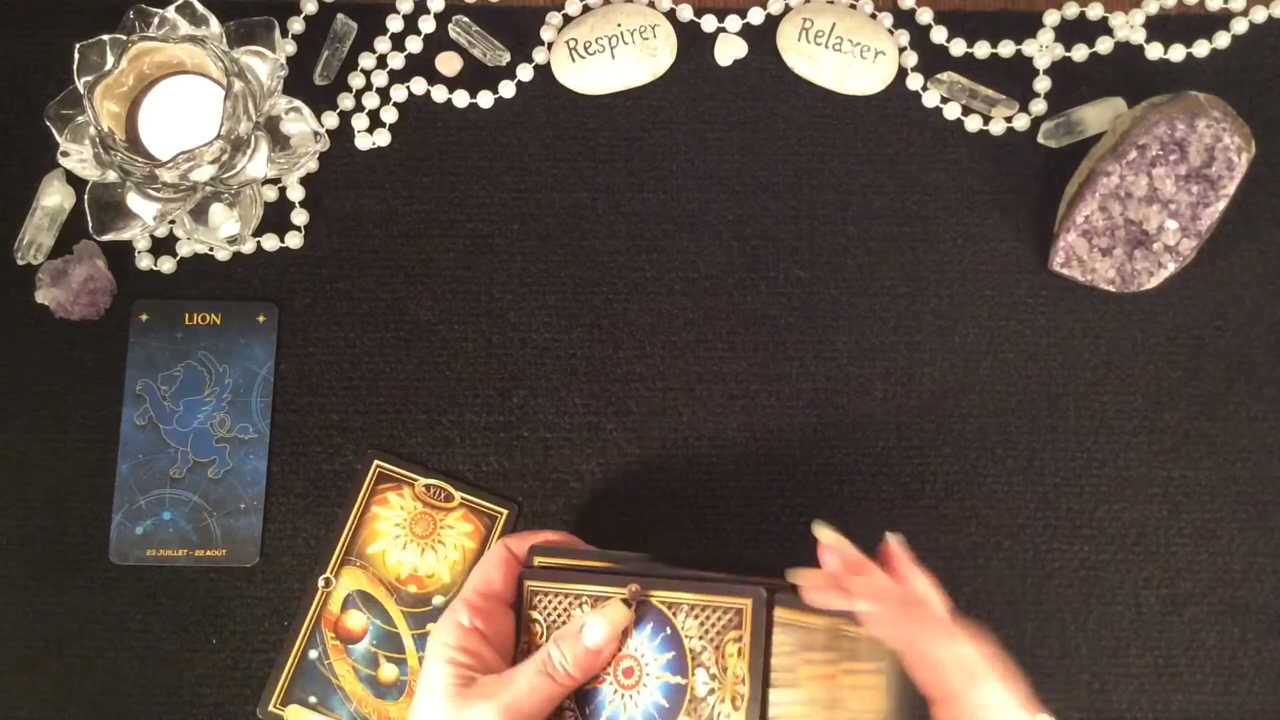 Respirer
Relaxer
LION
23 JUILLET - 22 AOÛT
XIX